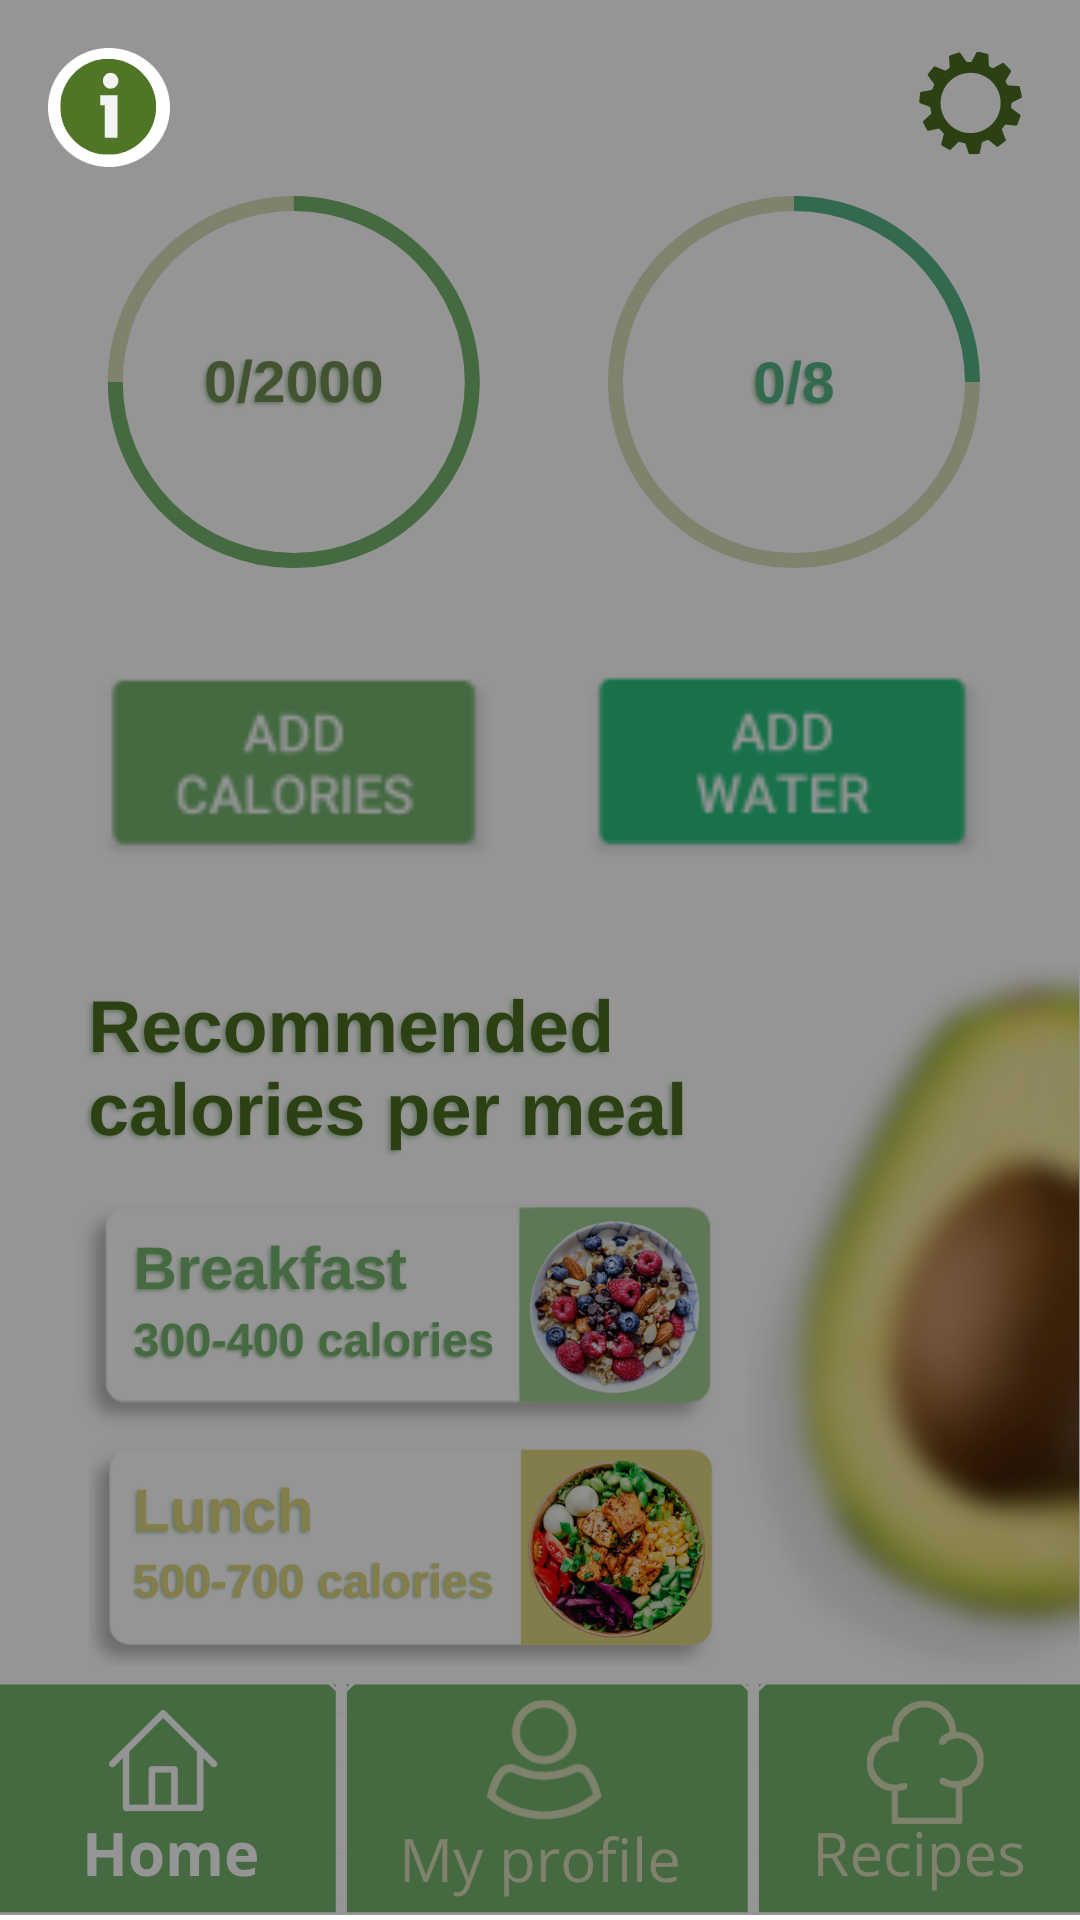 i
0/2000
0/8
ADD
CALORIES
ADD
WATER
Recommended
calories per meal
Breakfast
300-400 calories
Lunch
500-700 calories
Home
My profile
Recipes